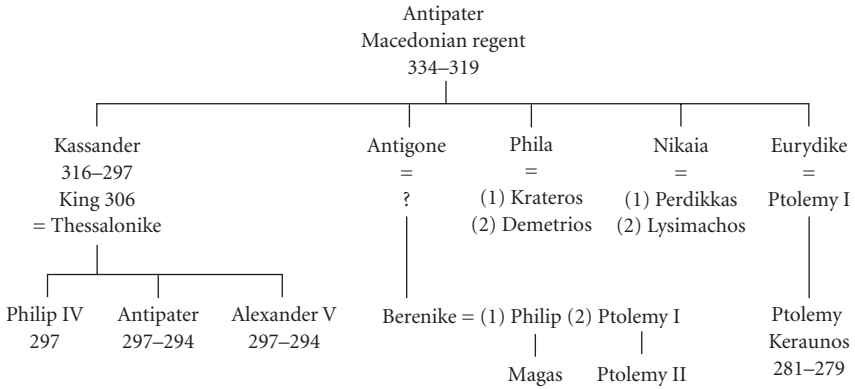 Antipater
Macedonian regent
334–319
Kassander Antigone Phila Nikaia Eurydike
316–297 = = = =
King 306 ? (1) Krateros (1) Perdikkas Ptolemy I
= Thessalonike (2) Demetrios (2) Lysimachos
Philip IV Antipater Alexander V Berenike = (1) Philip (2) Ptolemy I Ptolemy
297 297–294 297–294 Keraunos
281–279
Magas Ptolemy II